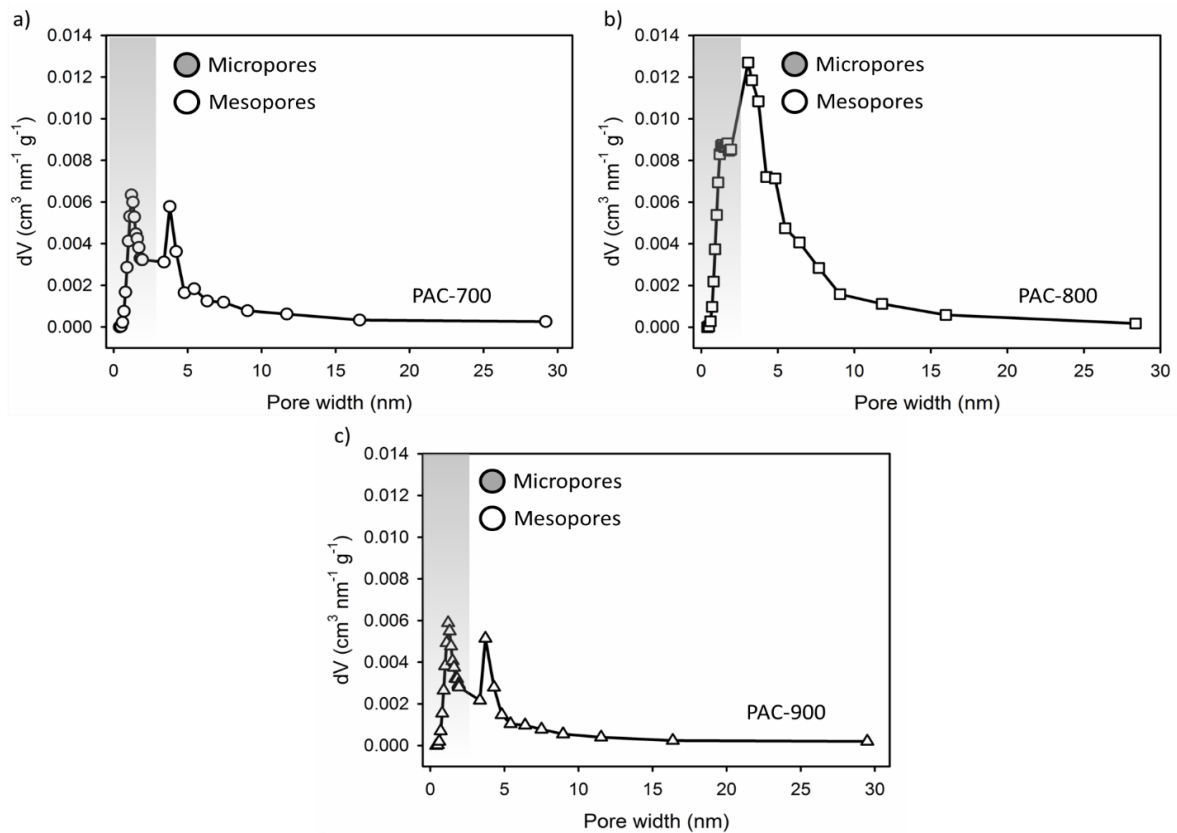 a)
0.014
0.012
0.010
0.008
0.006
0.004
0.002
0.000
dV (cm³ nm⁻¹ g⁻¹)
Micropores
Mesopores
PAC-700
0 5 10 15 20 25 30
Pore width (nm)
b)
0.014
0.012
0.010
0.008
0.006
0.004
0.002
0.000
dV (cm³ nm⁻¹ g⁻¹)
Micropores
Mesopores
PAC-800
0 5 10 15 20 25 30
Pore width (nm)
c)
0.014
0.012
0.010
0.008
0.006
0.004
0.002
0.000
dV (cm³ nm⁻¹ g⁻¹)
Micropores
Mesopores
PAC-900
0 5 10 15 20 25 30
Pore width (nm)